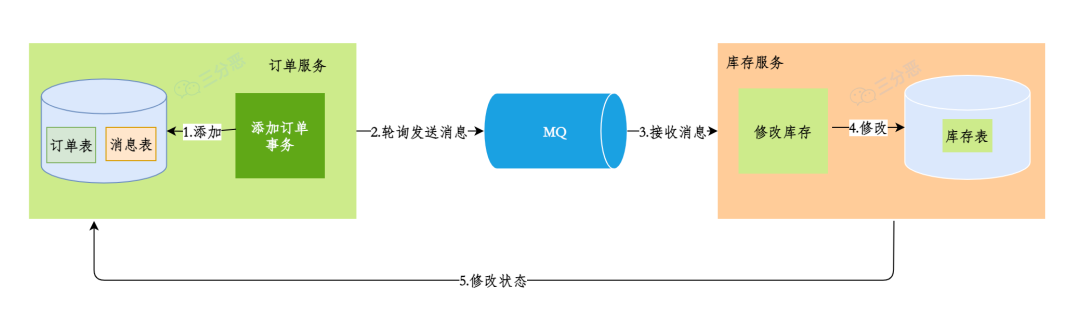 三分恶
订单服务
订单表
消息表
1.添加
添加订单
事务
2.轮询发送消息
MQ
3.接收消息
库存服务
三分恶
修改库存
4.修改
库存表
5.修改状态